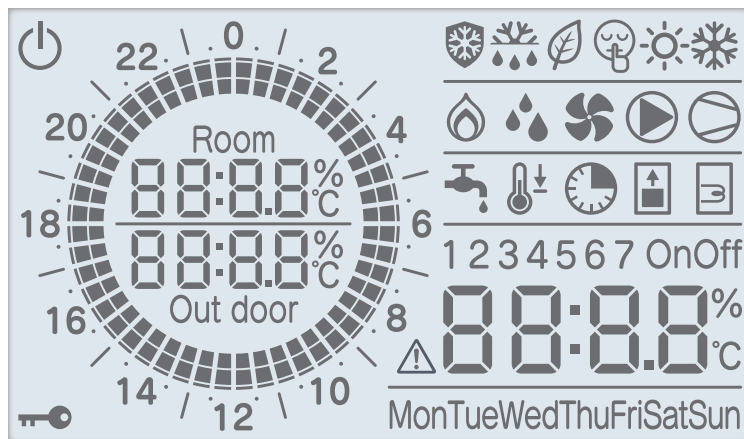 0
2
4
6
8
10
12
14
16
18
20
22
Room
88:8.8 % °C
88:8.8 % °C
Out door
1 2 3 4 5 6 7 OnOff
88:8.8 % °C
MonTueWedThuFriSatSun